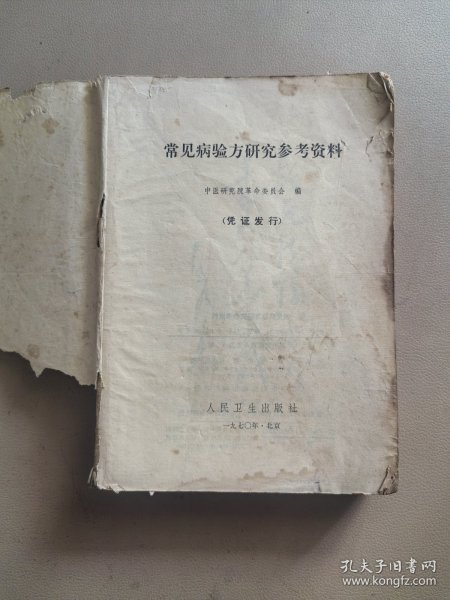 常见病验方研究参考资料
中医研究院革命委员会 编
（凭证发行）
人民卫生出版社
一九七〇年·北京
孔夫子旧书网
www.kongfz.com